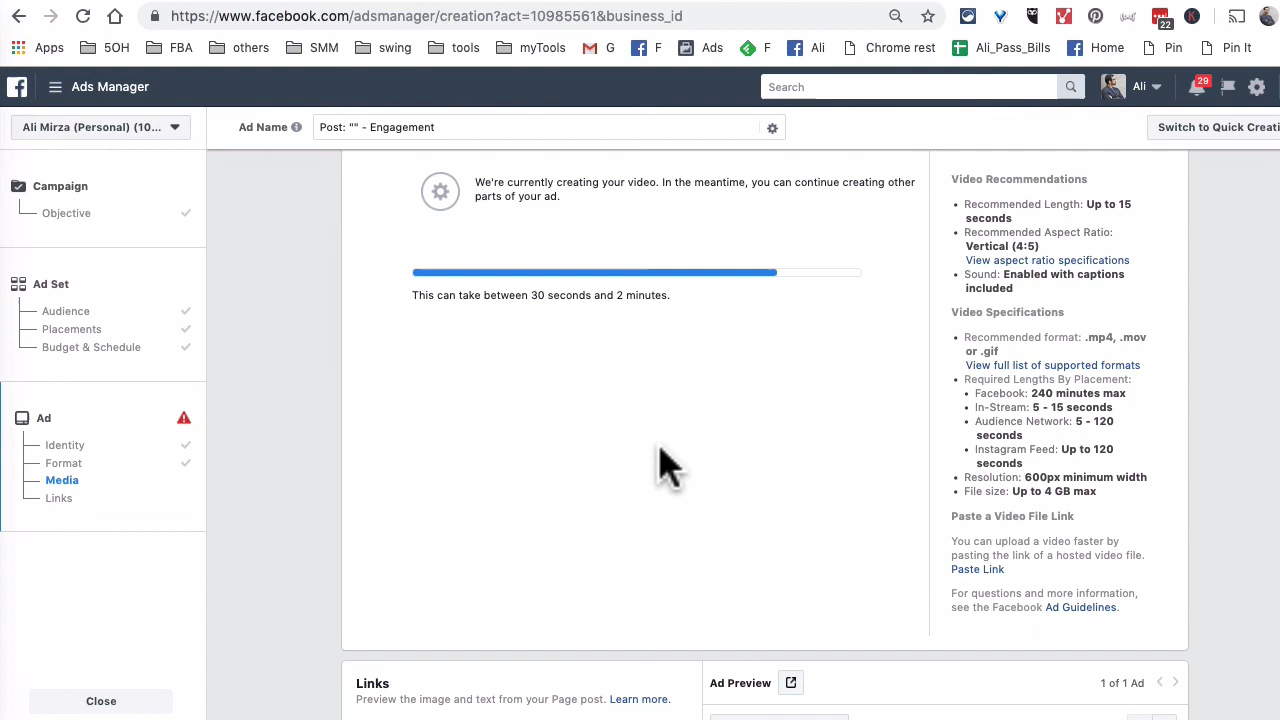 https://www.facebook.com/adsmanager/creation?act=10985561&business_id
22
Apps 5OH FBA others SMM swing tools myTools G F Ads F Ali Chrome rest Ali_Pass_Bills Home Pin Pin It
Ads Manager
Search
Ali
29
Ali Mirza (Personal) (10...
Ad Name
Post: "" - Engagement
Switch to Quick Creati
Campaign
Objective
Ad Set
Audience
Placements
Budget & Schedule
Ad
Identity
Format
Media
Links
Close
We're currently creating your video. In the meantime, you can continue creating other
parts of your ad.
This can take between 30 seconds and 2 minutes.
Video Recommendations
• Recommended Length: Up to 15
seconds
• Recommended Aspect Ratio:
Vertical (4:5)
View aspect ratio specifications
• Sound: Enabled with captions
included
Video Specifications
• Recommended format: .mp4, .mov
or .gif
View full list of supported formats
• Required Lengths By Placement:
• Facebook: 240 minutes max
• In-Stream: 5 - 15 seconds
• Audience Network: 5 - 120
seconds
• Instagram Feed: Up to 120
seconds
• Resolution: 600px minimum width
• File size: Up to 4 GB max
Paste a Video File Link
You can upload a video faster by
pasting the link of a hosted video file.
Paste Link
For questions and more information,
see the Facebook Ad Guidelines.
Links
Preview the image and text from your Page post. Learn more.
Ad Preview
1 of 1 Ad